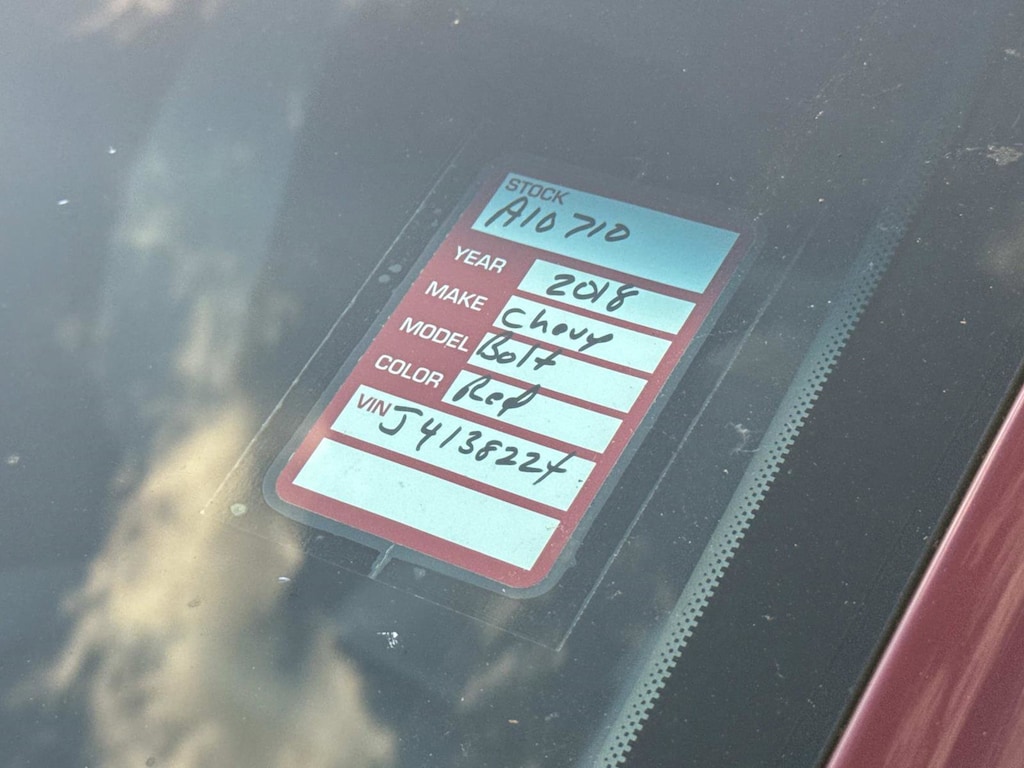 STOCK
A10710
YEAR 2018
MAKE Chevy
MODEL Bolt
COLOR Red
VIN J4138224